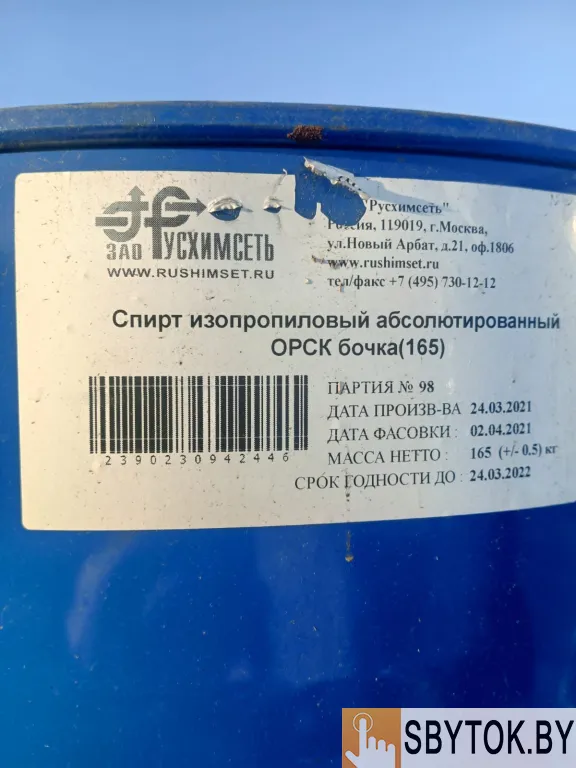 ЗАО РУСХИМСЕТЬ
WWW.RUSHIMSET.RU
"Русхимсеть"
Россия, 119019, г.Москва,
ул.Новый Арбат, д.21, оф.1806
www.rushimset.ru
тел/факс +7 (495) 730-12-12
Спирт изопропиловый абсолютированный
ОРСК бочка(165)
2390230942446
ПАРТИЯ № 98
ДАТА ПРОИЗВ-ВА 24.03.2021
ДАТА ФАСОВКИ : 02.04.2021
МАССА НЕТТО : 165 (+/- 0.5) кг
СРОК ГОДНОСТИ ДО : 24.03.2022
SBYTOK.BY